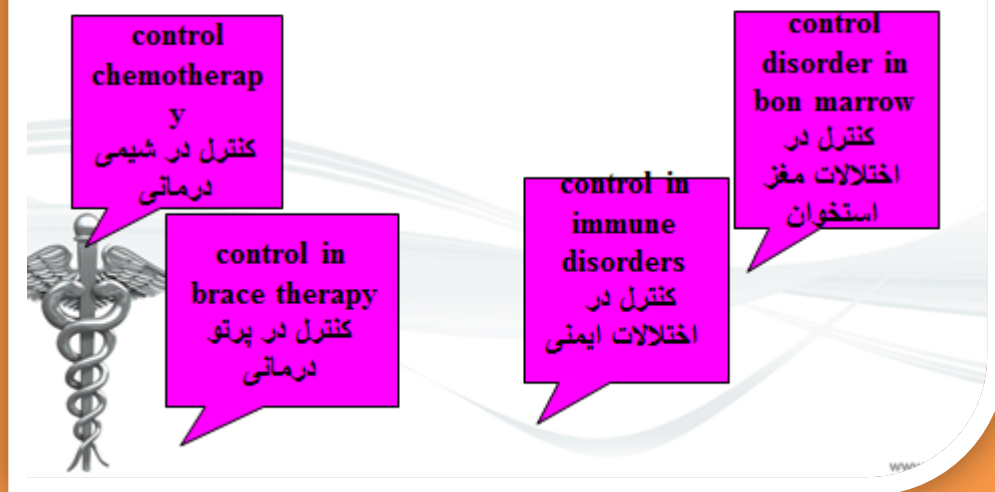 control
chemotherap
y
کنترل در شیمی
درمانی
control in
brace therapy
کنترل در پرتو
درمانی
control in
immune
disorders
کنترل در
اختلالات ایمنی
control
disorder in
bon marrow
کنترل در
اختلالات مغز
استخوان